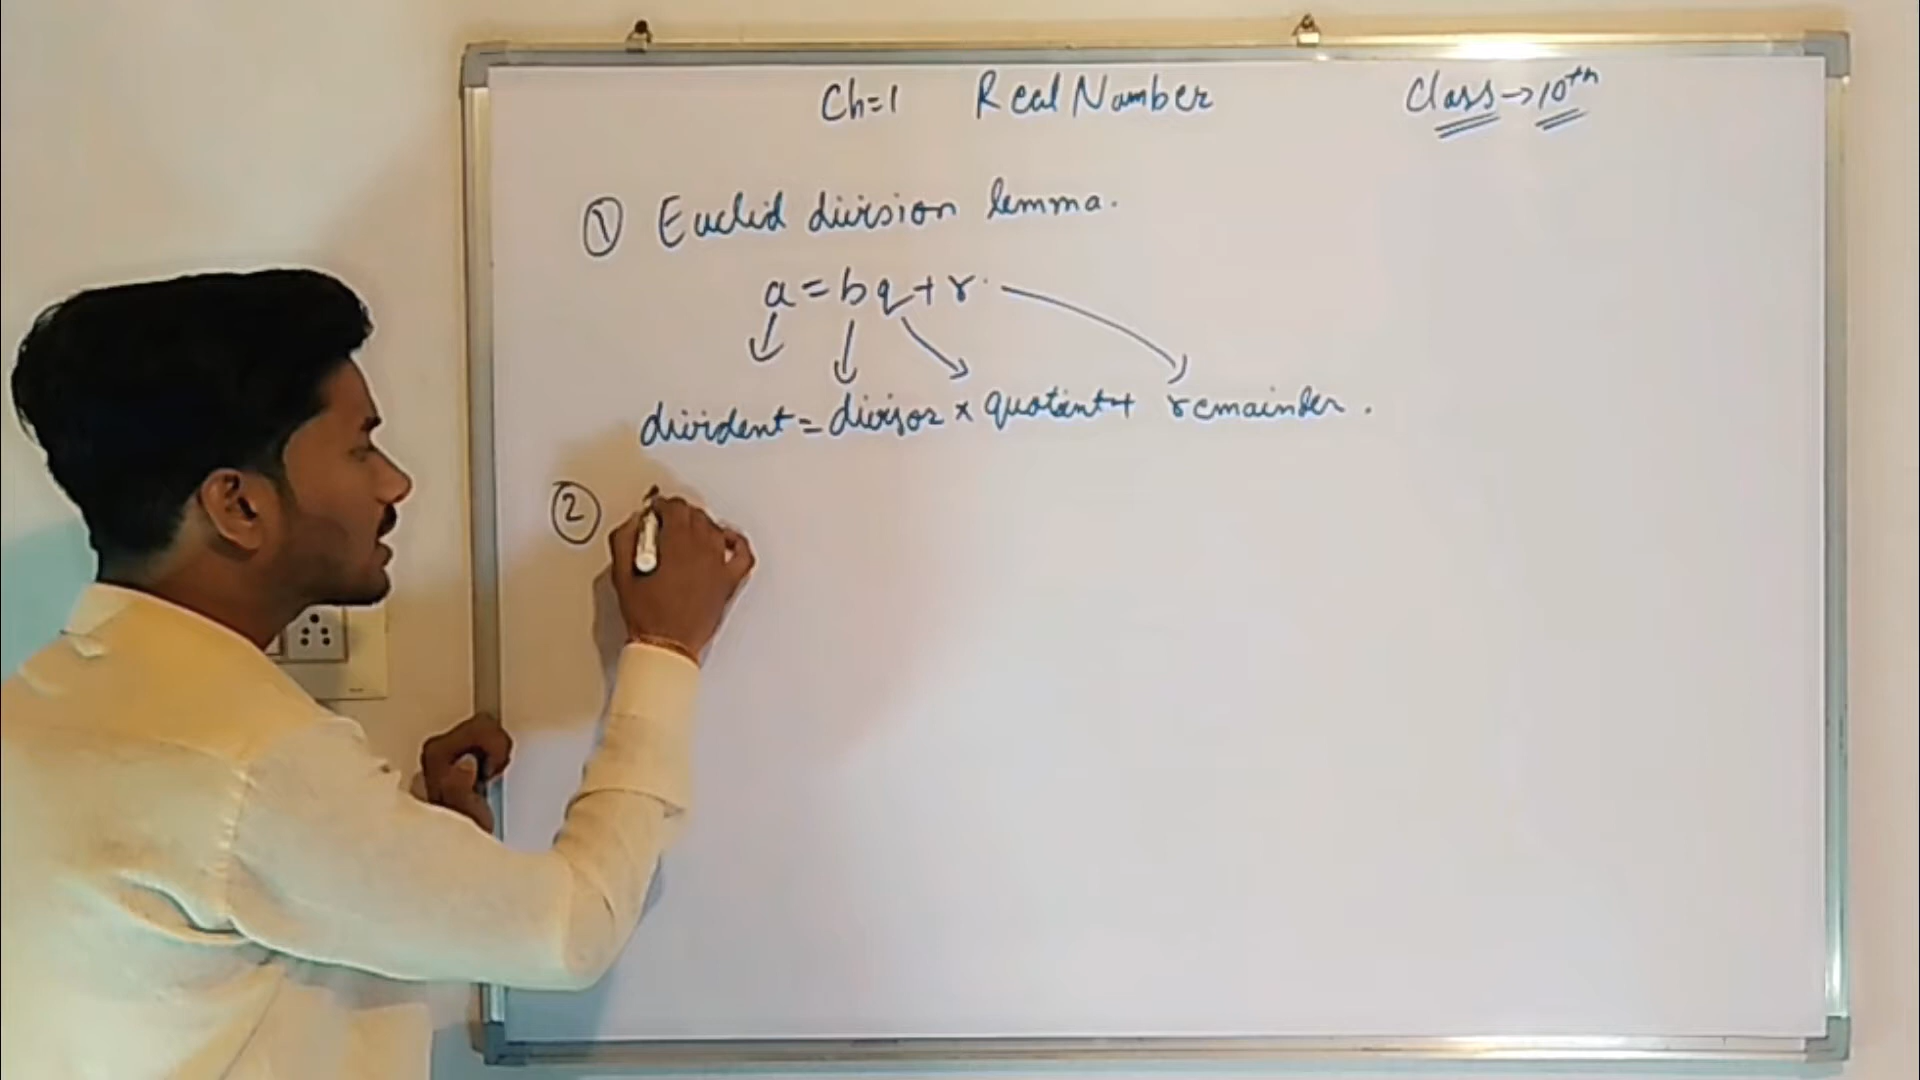 Ch=1 Real Number Class→10th
① Euclid division lemma.
a=bq+r.
divident=divisor × quotient+ remainder.
②